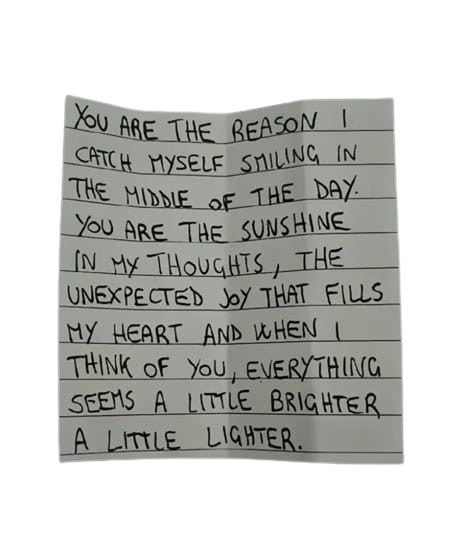 YOU ARE THE REASON I
CATCH MYSELF SMILING IN
THE MIDDLE OF THE DAY.
YOU ARE THE SUNSHINE
IN MY THOUGHTS, THE
UNEXPECTED JOY THAT FILLS
MY HEART AND WHEN I
THINK OF YOU, EVERYTHING
SEEMS A LITTLE BRIGHTER
A LITTLE LIGHTER.